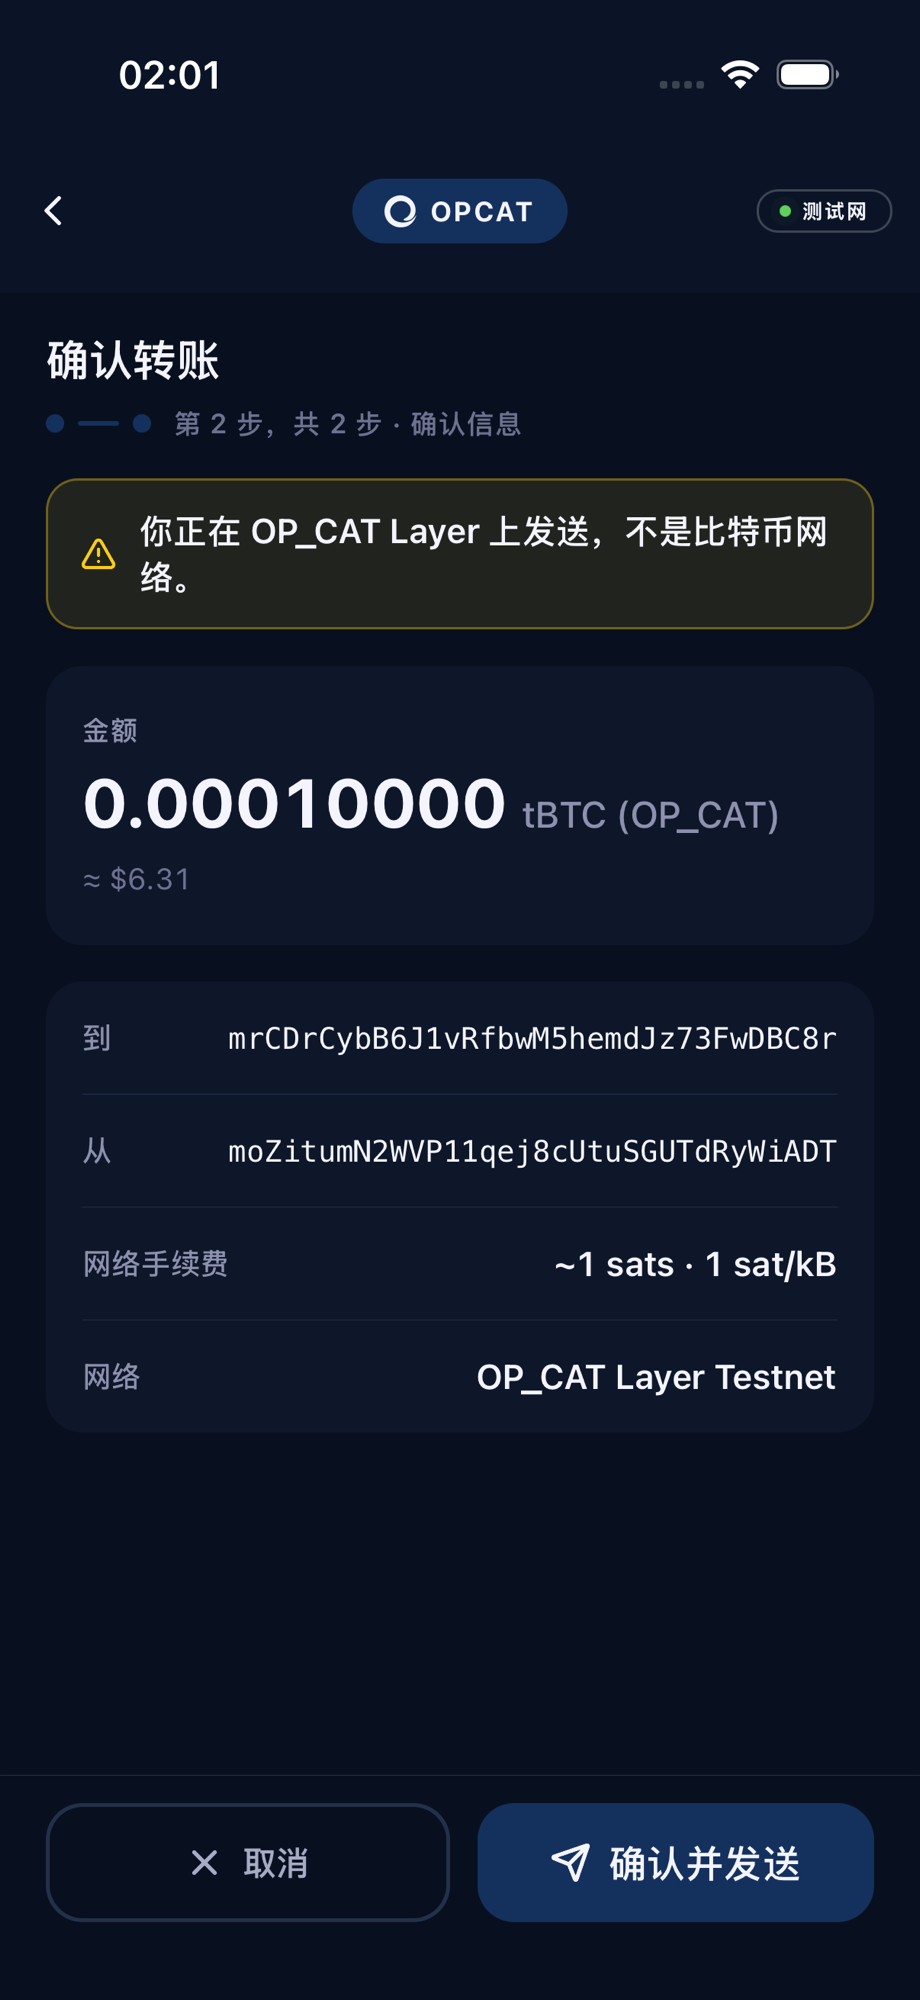 02:01
OPCAT
测试网
确认转账
第 2 步，共 2 步 · 确认信息
你正在 OP_CAT Layer 上发送，不是比特币网
络。
金额
0.00010000 tBTC (OP_CAT)
≈ $6.31
到 mrCDrCybB6J1vRfbwM5hemdJz73FwDBC8r
从 moZitumN2WVP11qej8cUtuSGUTdRyWiADT
网络手续费 ~1 sats · 1 sat/kB
网络 OP_CAT Layer Testnet
取消
确认并发送